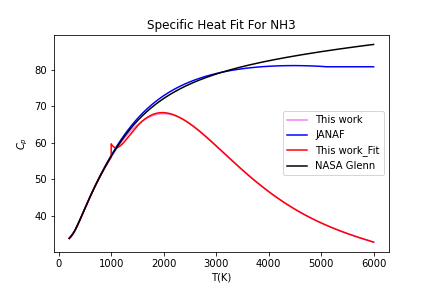 Specific Heat Fit For NH3
80
70
60
50
40
C_p
This work
JANAF
This work_Fit
NASA Glenn
0 1000 2000 3000 4000 5000 6000
T(K)